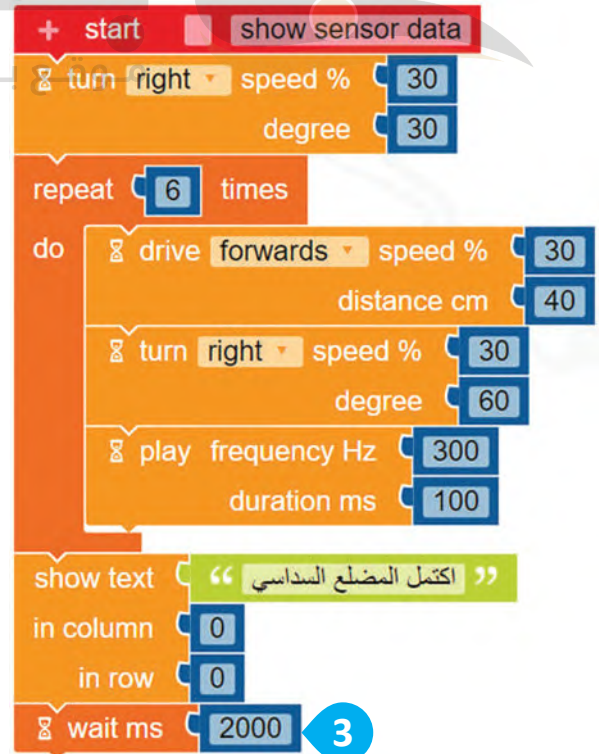 + start show sensor data
turn right speed % 30
degree 30
repeat 6 times
do drive forwards speed % 30
distance cm 40
turn right speed % 30
degree 60
play frequency Hz 300
duration ms 100
show text “ اكتمل المضلع السداسي ”
in column 0
in row 0
wait ms 2000 3